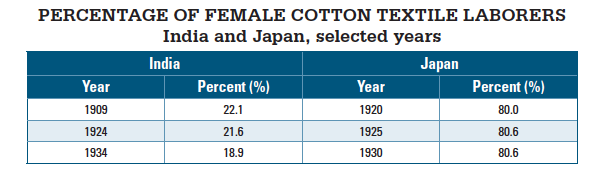 PERCENTAGE OF FEMALE COTTON TEXTILE LABORERS
India and Japan, selected years
India Japan
Year Percent (%) Year Percent (%)
1909 22.1 1920 80.0
1924 21.6 1925 80.6
1934 18.9 1930 80.6